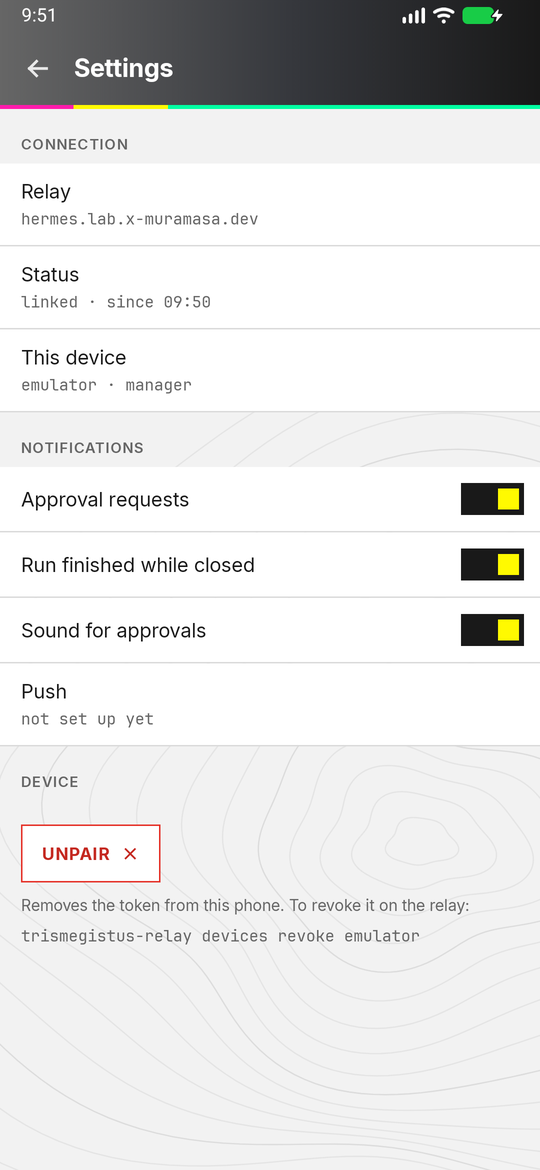 9:51
Settings
CONNECTION
Relay
hermes.lab.x-muramasa.dev
Status
linked · since 09:50
This device
emulator · manager
NOTIFICATIONS
Approval requests
Run finished while closed
Sound for approvals
Push
not set up yet
DEVICE
UNPAIR ×
Removes the token from this phone. To revoke it on the relay:
trismegistus-relay devices revoke emulator